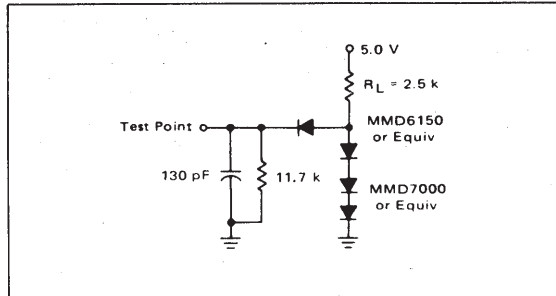 5.0 V
R_L = 2.5 k
Test Point
MMD6150
or Equiv
130 pF
11.7 k
MMD7000
or Equiv